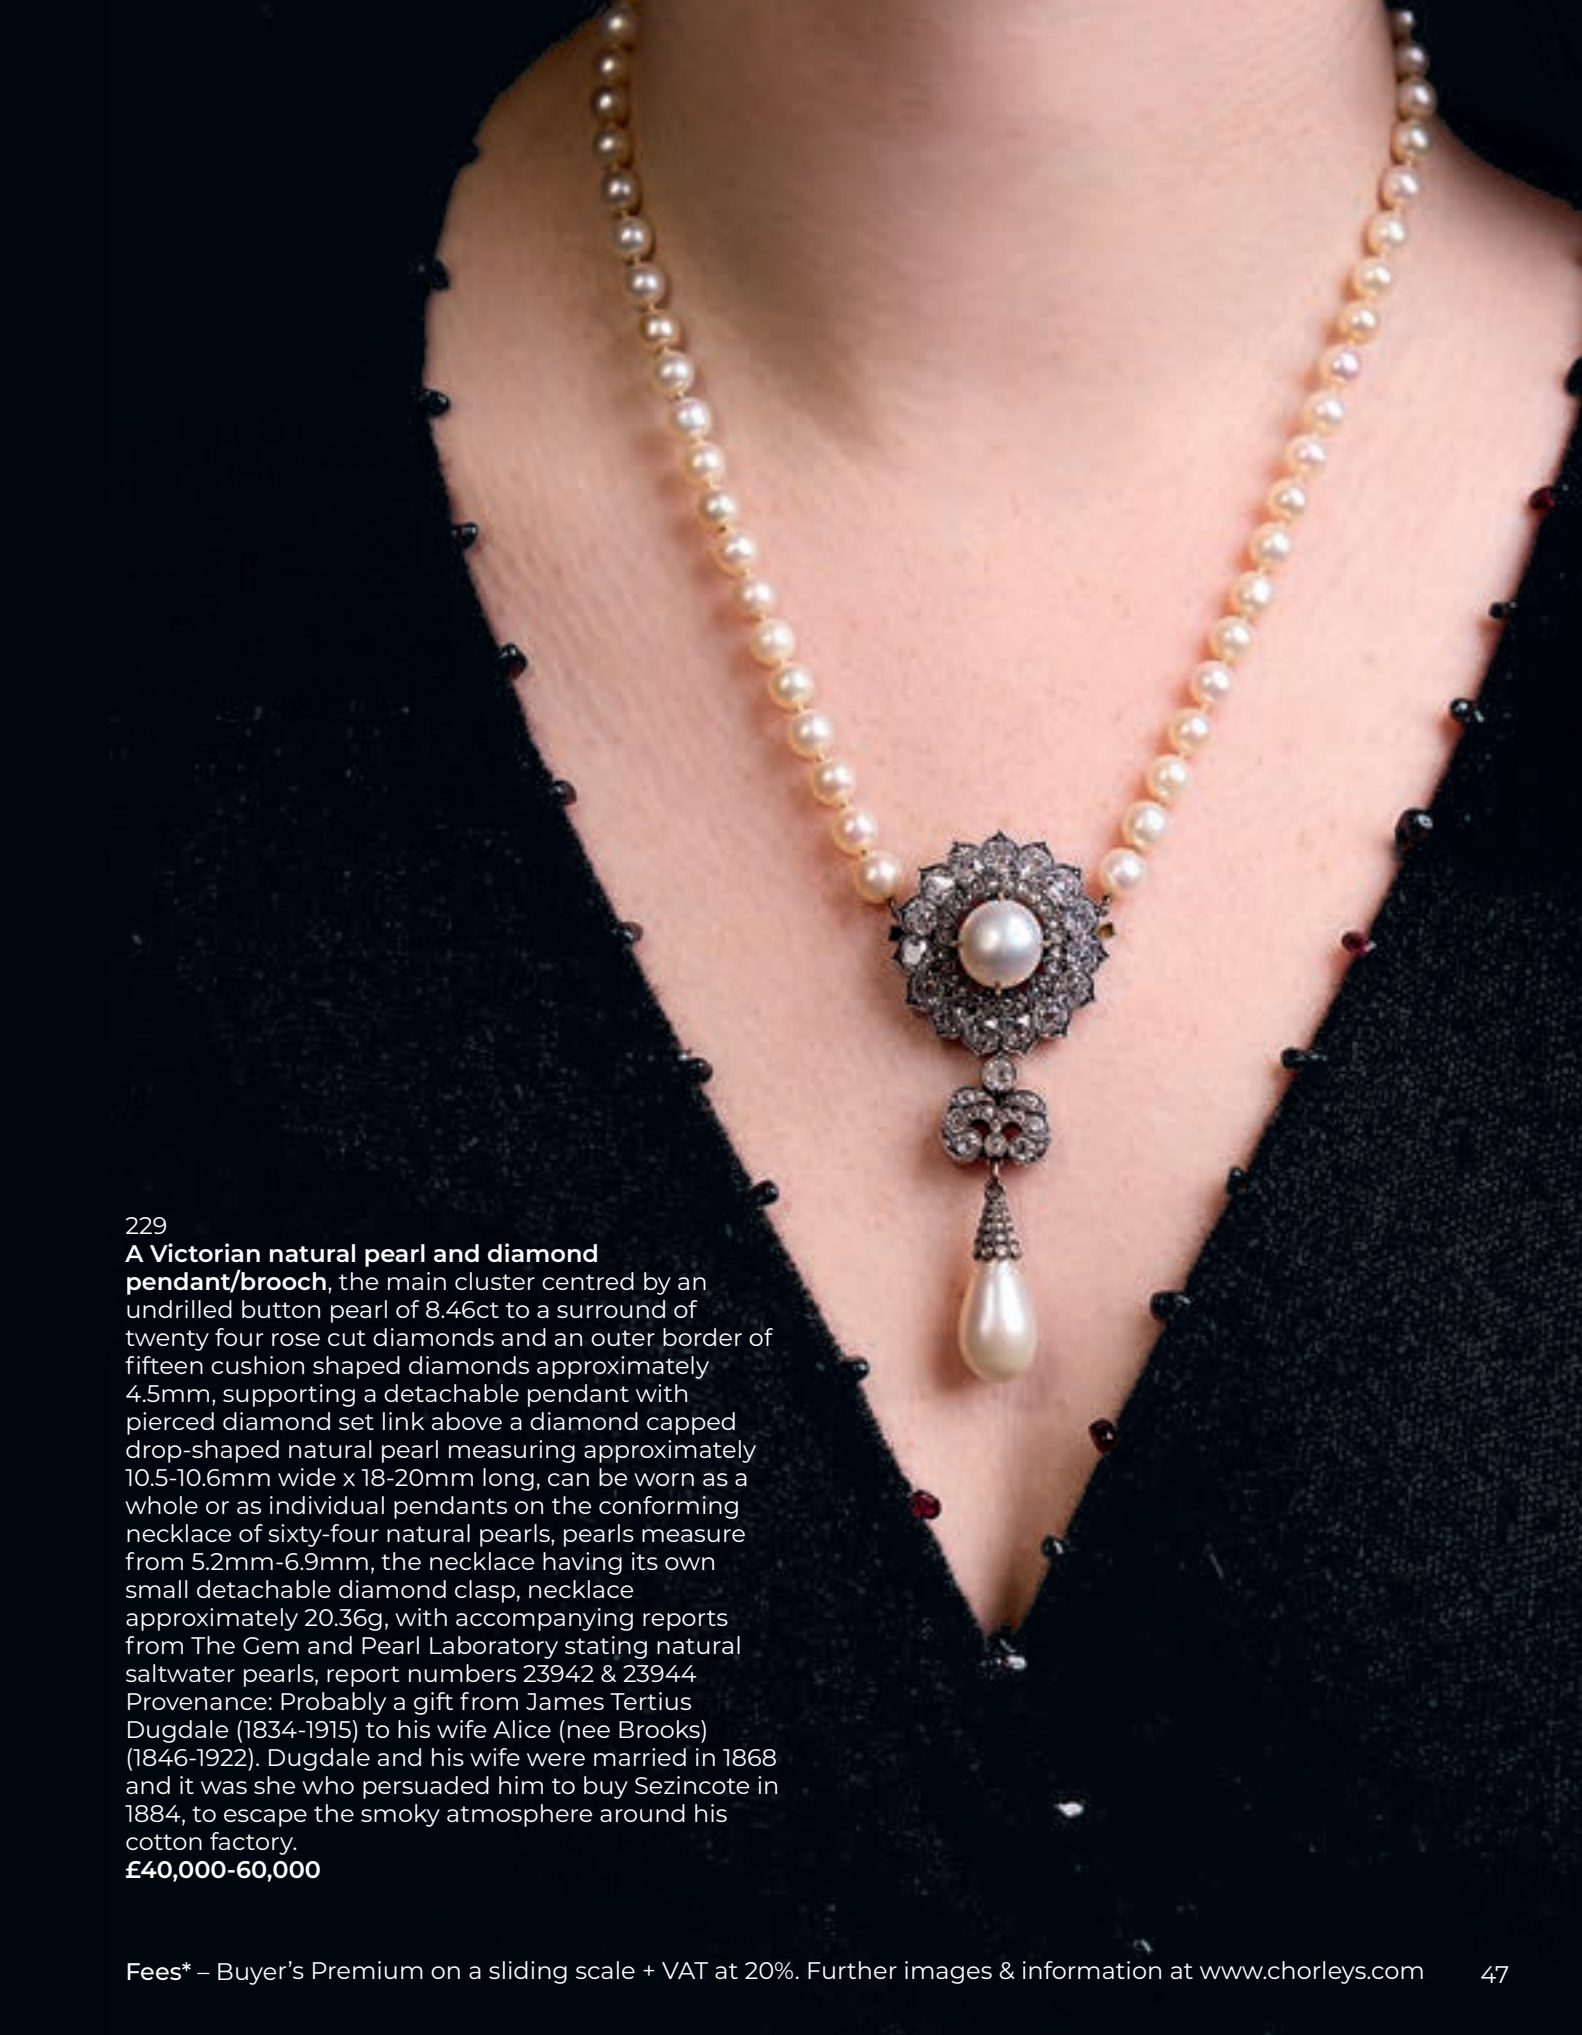 229
A Victorian natural pearl and diamond
pendant/brooch, the main cluster centred by an
undrilled button pearl of 8.46ct to a surround of
twenty four rose cut diamonds and an outer border of
fifteen cushion shaped diamonds approximately
4.5mm, supporting a detachable pendant with
pierced diamond set link above a diamond capped
drop-shaped natural pearl measuring approximately
10.5-10.6mm wide x 18-20mm long, can be worn as a
whole or as individual pendants on the conforming
necklace of sixty-four natural pearls, pearls measure
from 5.2mm-6.9mm, the necklace having its own
small detachable diamond clasp, necklace
approximately 20.36g, with accompanying reports
from The Gem and Pearl Laboratory stating natural
saltwater pearls, report numbers 23942 & 23944
Provenance: Probably a gift from James Tertius
Dugdale (1834-1915) to his wife Alice (nee Brooks)
(1846-1922). Dugdale and his wife were married in 1868
and it was she who persuaded him to buy Sezincote in
1884, to escape the smoky atmosphere around his
cotton factory.
£40,000-60,000
Fees* – Buyer's Premium on a sliding scale + VAT at 20%. Further images & information at www.chorleys.com 47